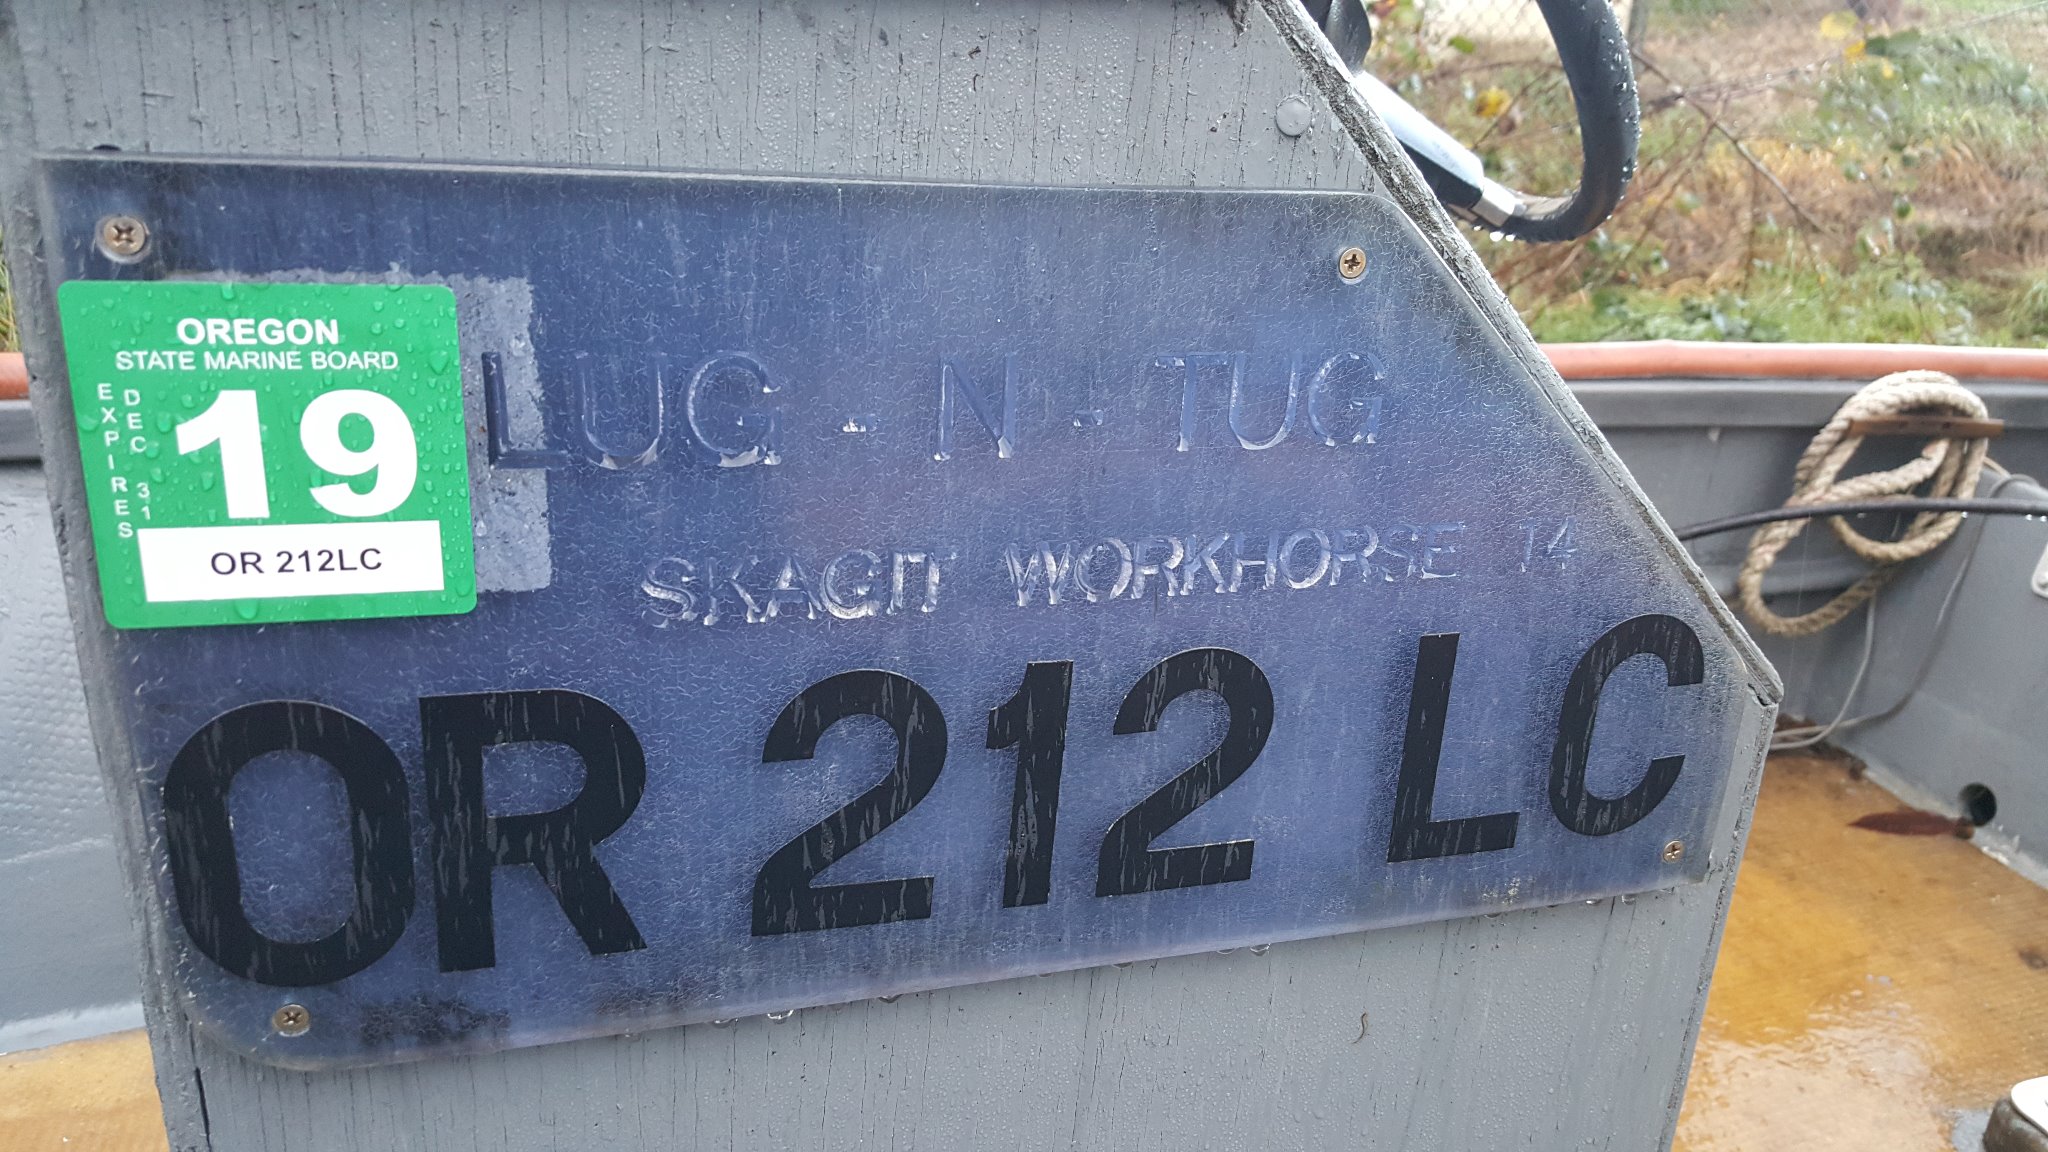 OREGON
STATE MARINE BOARD
EXPIRES
DEC 31
19
OR 212LC
LUG - N - TUG
SKAGIT WORKHORSE 14
OR 212 LC